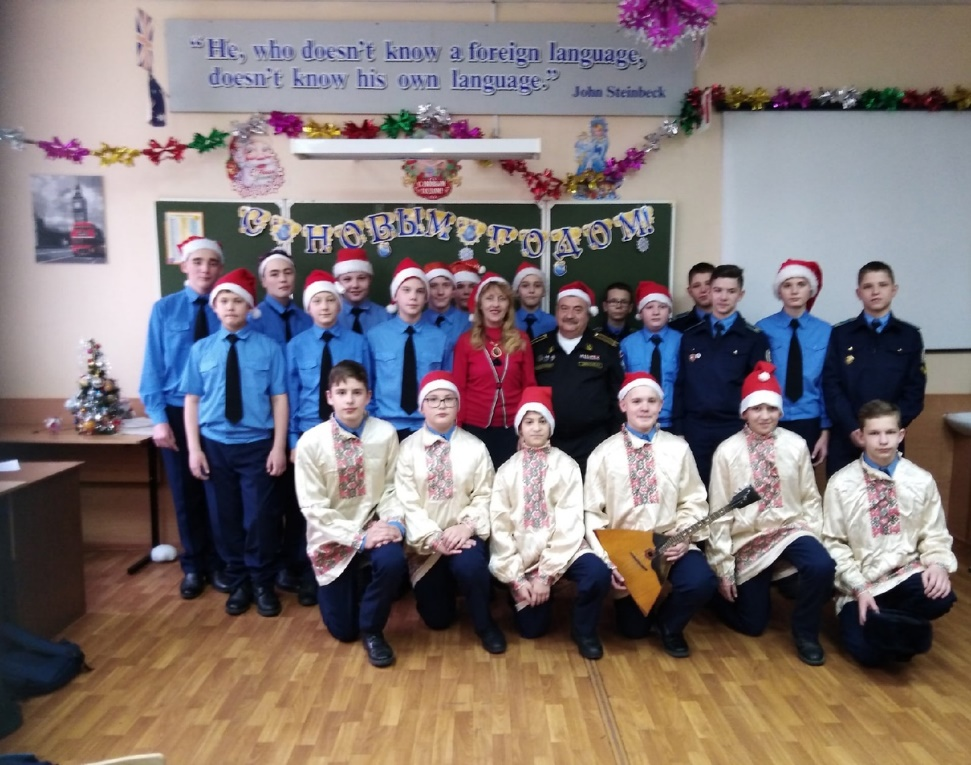 “He, who doesn’t know a foreign language,
doesn’t know his own language.”
John Steinbeck
С НОВЫМ ГОДОМ!